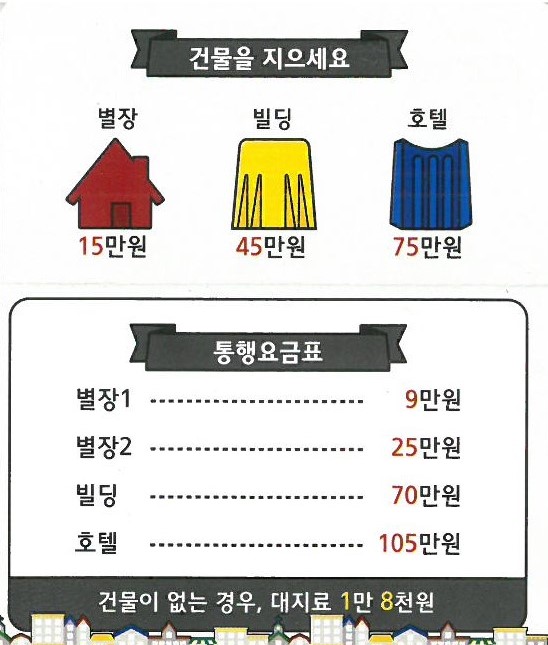 건물을 지으세요
별장 빌딩 호텔
15만원 45만원 75만원
통행요금표
별장1 ---------------------------- 9만원
별장2 ---------------------------- 25만원
빌딩 ---------------------------- 70만원
호텔 ---------------------------- 105만원
건물이 없는 경우, 대지료 1만 8천원